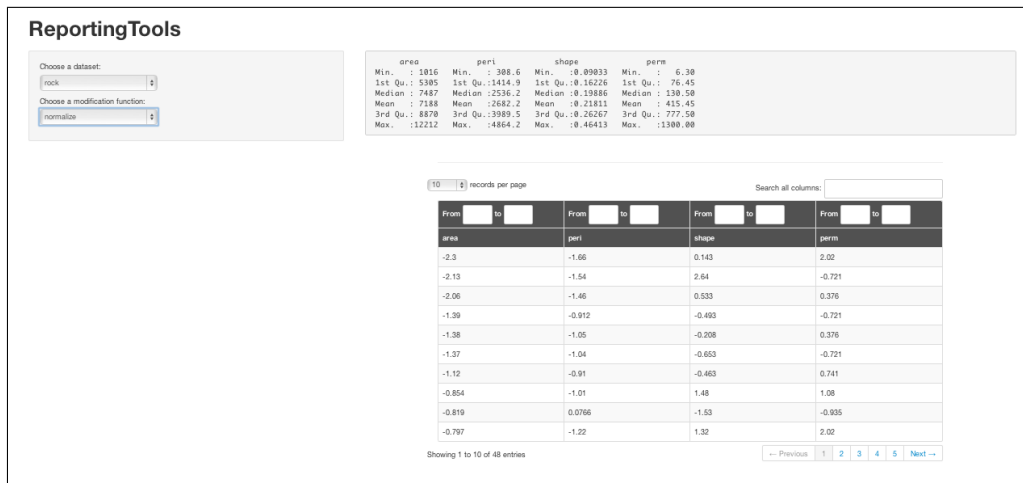 ReportingTools
Choose a dataset:
rock
Choose a modification function:
normalize
area peri shape perm
Min. : 1016 Min. : 308.6 Min. :0.09033 Min. : 6.30
1st Qu.: 5305 1st Qu.:1414.9 1st Qu.:0.16226 1st Qu.: 76.45
Median : 7487 Median :2536.2 Median :0.19886 Median : 130.50
Mean : 7188 Mean :2682.2 Mean :0.21811 Mean : 415.45
3rd Qu.: 8870 3rd Qu.:3989.5 3rd Qu.:0.26267 3rd Qu.: 777.50
Max. :12212 Max. :4864.2 Max. :0.46413 Max. :1300.00
10 records per page
Search all columns:
From to From to From to From to
area peri shape perm
-2.3 -1.66 0.143 2.02
-2.13 -1.54 2.64 -0.721
-2.06 -1.46 0.533 0.376
-1.39 -0.912 -0.493 -0.721
-1.38 -1.05 -0.208 0.376
-1.37 -1.04 -0.653 -0.721
-1.12 -0.91 -0.463 0.741
-0.854 -1.01 1.48 1.08
-0.819 0.0766 -1.53 -0.935
-0.797 -1.22 1.32 2.02
Showing 1 to 10 of 48 entries
← Previous 1 2 3 4 5 Next →